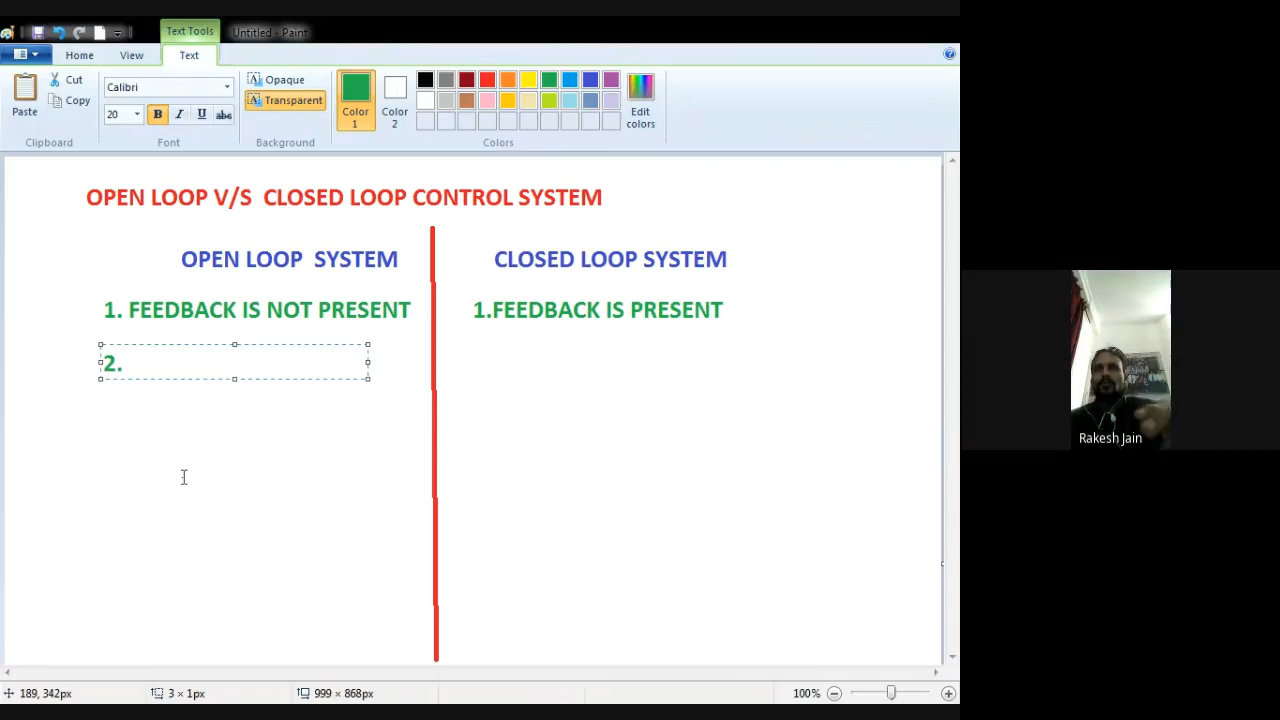 Text Tools
Untitled - Paint
Home
View
Text
Paste
Cut
Copy
Clipboard
Calibri
20
B
I
U
abc
Font
Opaque
Transparent
Background
Color 1
Color 2
Edit colors
Colors
OPEN LOOP V/S CLOSED LOOP CONTROL SYSTEM
OPEN LOOP SYSTEM
CLOSED LOOP SYSTEM
1. FEEDBACK IS NOT PRESENT
1.FEEDBACK IS PRESENT
2.
Rakesh Jain
189, 342px
3 × 1px
999 × 868px
100%